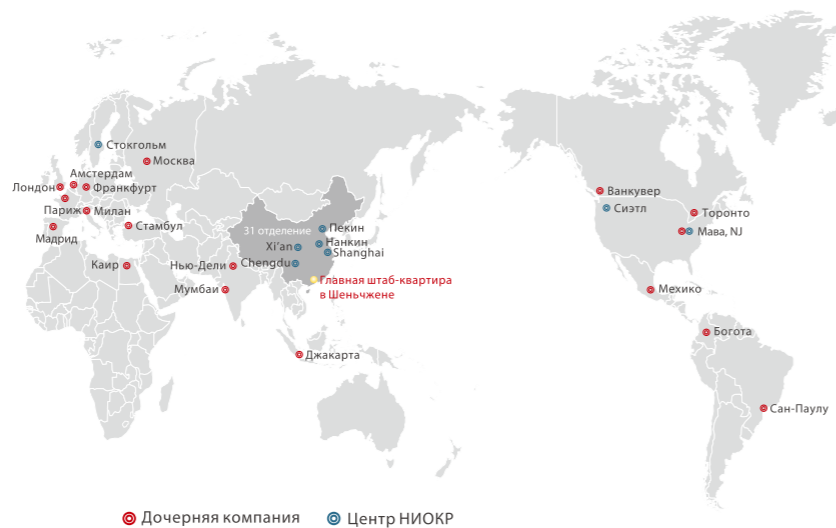 Стокгольм
Москва
Амстердам
Лондон
Франкфурт
Париж
Милан
Стамбул
Мадрид
Каир
31 отделение
Пекин
Нанкин
Xi'an
Shanghai
Chengdu
Нью-Дели
Мумбаи
Главная штаб-квартира
в Шеньчжене
Джакарта
Ванкувер
Сиэтл
Торонто
Мава, NJ
Мехико
Богота
Сан-Паулу
Дочерняя компания
Центр НИОКР